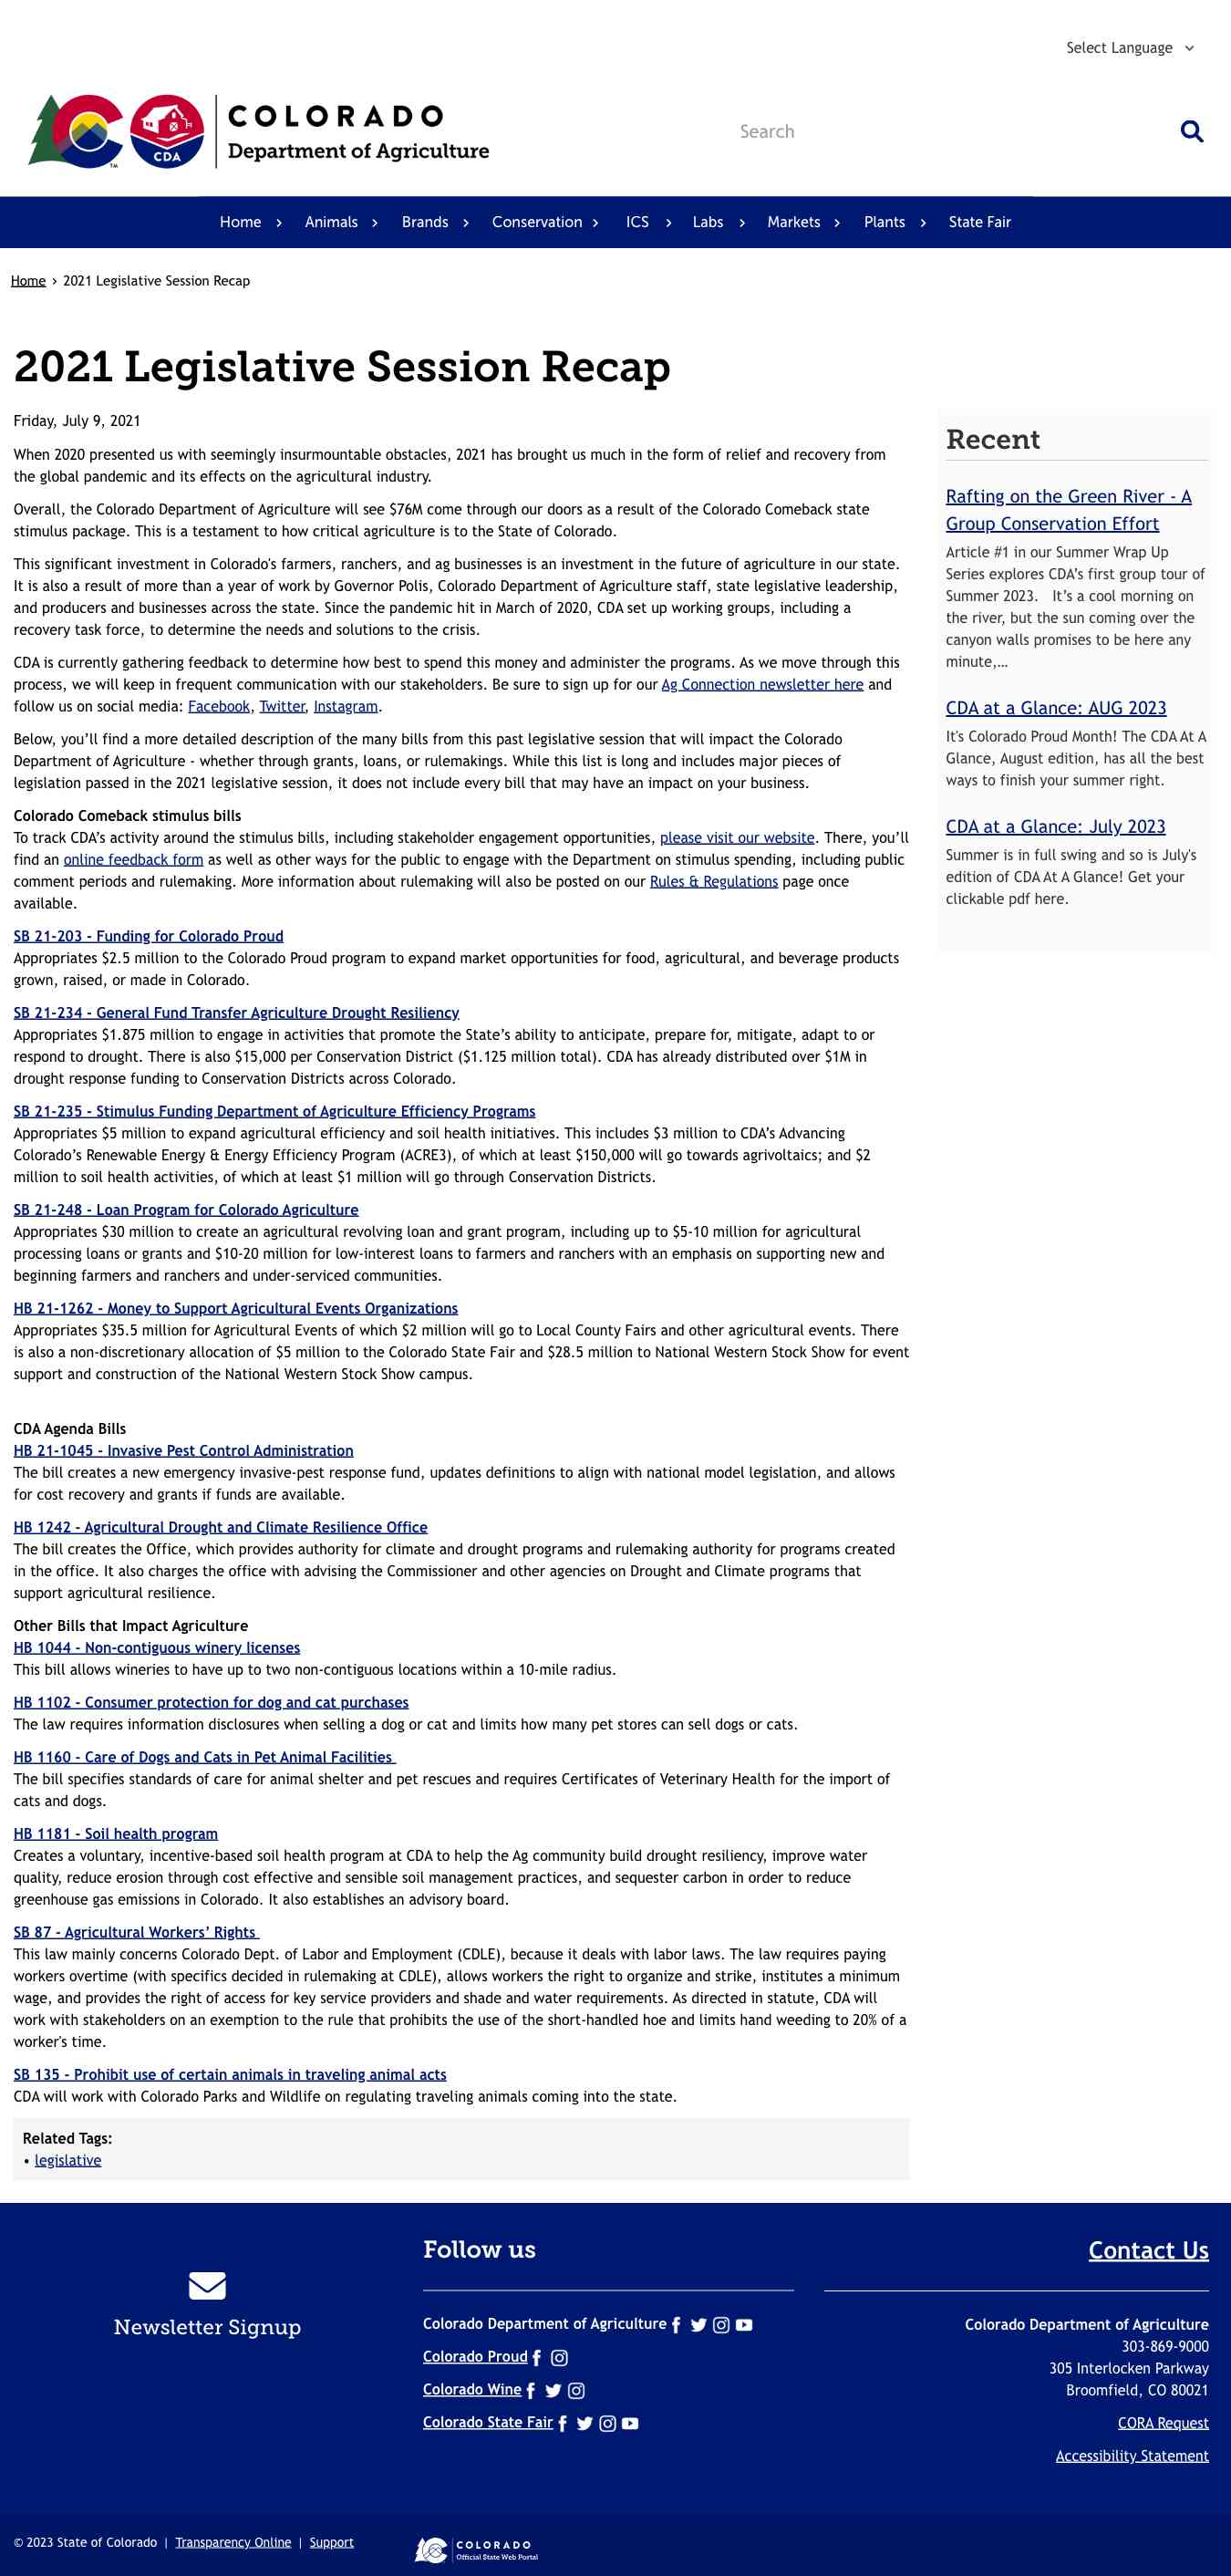 Select Language
CDA
TM
COLORADO
Department of Agriculture
Search
Home
Animals
Brands
Conservation
ICS
Labs
Markets
Plants
State Fair
Home › 2021 Legislative Session Recap
2021 Legislative Session Recap
Friday, July 9, 2021
When 2020 presented us with seemingly insurmountable obstacles, 2021 has brought us much in the form of relief and recovery from
the global pandemic and its effects on the agricultural industry.
Overall, the Colorado Department of Agriculture will see $76M come through our doors as a result of the Colorado Comeback state
stimulus package. This is a testament to how critical agriculture is to the State of Colorado.
This significant investment in Colorado's farmers, ranchers, and ag businesses is an investment in the future of agriculture in our state.
It is also a result of more than a year of work by Governor Polis, Colorado Department of Agriculture staff, state legislative leadership,
and producers and businesses across the state. Since the pandemic hit in March of 2020, CDA set up working groups, including a
recovery task force, to determine the needs and solutions to the crisis.
CDA is currently gathering feedback to determine how best to spend this money and administer the programs. As we move through this
process, we will keep in frequent communication with our stakeholders. Be sure to sign up for our Ag Connection newsletter here and
follow us on social media: Facebook, Twitter, Instagram.
Below, you’ll find a more detailed description of the many bills from this past legislative session that will impact the Colorado
Department of Agriculture - whether through grants, loans, or rulemakings. While this list is long and includes major pieces of
legislation passed in the 2021 legislative session, it does not include every bill that may have an impact on your business.
Colorado Comeback stimulus bills
To track CDA’s activity around the stimulus bills, including stakeholder engagement opportunities, please visit our website. There, you’ll
find an online feedback form as well as other ways for the public to engage with the Department on stimulus spending, including public
comment periods and rulemaking. More information about rulemaking will also be posted on our Rules & Regulations page once
available.
SB 21-203 - Funding for Colorado Proud
Appropriates $2.5 million to the Colorado Proud program to expand market opportunities for food, agricultural, and beverage products
grown, raised, or made in Colorado.
SB 21-234 - General Fund Transfer Agriculture Drought Resiliency
Appropriates $1.875 million to engage in activities that promote the State’s ability to anticipate, prepare for, mitigate, adapt to or
respond to drought. There is also $15,000 per Conservation District ($1.125 million total). CDA has already distributed over $1M in
drought response funding to Conservation Districts across Colorado.
SB 21-235 - Stimulus Funding Department of Agriculture Efficiency Programs
Appropriates $5 million to expand agricultural efficiency and soil health initiatives. This includes $3 million to CDA’s Advancing
Colorado’s Renewable Energy & Energy Efficiency Program (ACRE3), of which at least $150,000 will go towards agrivoltaics; and $2
million to soil health activities, of which at least $1 million will go through Conservation Districts.
SB 21-248 - Loan Program for Colorado Agriculture
Appropriates $30 million to create an agricultural revolving loan and grant program, including up to $5-10 million for agricultural
processing loans or grants and $10-20 million for low-interest loans to farmers and ranchers with an emphasis on supporting new and
beginning farmers and ranchers and under-serviced communities.
HB 21-1262 - Money to Support Agricultural Events Organizations
Appropriates $35.5 million for Agricultural Events of which $2 million will go to Local County Fairs and other agricultural events. There
is also a non-discretionary allocation of $5 million to the Colorado State Fair and $28.5 million to National Western Stock Show for event
support and construction of the National Western Stock Show campus.
CDA Agenda Bills
HB 21-1045 - Invasive Pest Control Administration
The bill creates a new emergency invasive-pest response fund, updates definitions to align with national model legislation, and allows
for cost recovery and grants if funds are available.
HB 1242 - Agricultural Drought and Climate Resilience Office
The bill creates the Office, which provides authority for climate and drought programs and rulemaking authority for programs created
in the office. It also charges the office with advising the Commissioner and other agencies on Drought and Climate programs that
support agricultural resilience.
Other Bills that Impact Agriculture
HB 1044 - Non-contiguous winery licenses
This bill allows wineries to have up to two non-contiguous locations within a 10-mile radius.
HB 1102 - Consumer protection for dog and cat purchases
The law requires information disclosures when selling a dog or cat and limits how many pet stores can sell dogs or cats.
HB 1160 - Care of Dogs and Cats in Pet Animal Facilities
The bill specifies standards of care for animal shelter and pet rescues and requires Certificates of Veterinary Health for the import of
cats and dogs.
HB 1181 - Soil health program
Creates a voluntary, incentive-based soil health program at CDA to help the Ag community build drought resiliency, improve water
quality, reduce erosion through cost effective and sensible soil management practices, and sequester carbon in order to reduce
greenhouse gas emissions in Colorado. It also establishes an advisory board.
SB 87 - Agricultural Workers’ Rights
This law mainly concerns Colorado Dept. of Labor and Employment (CDLE), because it deals with labor laws. The law requires paying
workers overtime (with specifics decided in rulemaking at CDLE), allows workers the right to organize and strike, institutes a minimum
wage, and provides the right of access for key service providers and shade and water requirements. As directed in statute, CDA will
work with stakeholders on an exemption to the rule that prohibits the use of the short-handled hoe and limits hand weeding to 20% of a
worker's time.
SB 135 - Prohibit use of certain animals in traveling animal acts
CDA will work with Colorado Parks and Wildlife on regulating traveling animals coming into the state.
Related Tags:
• legislative
Recent
Rafting on the Green River - A
Group Conservation Effort
Article #1 in our Summer Wrap Up
Series explores CDA’s first group tour of
Summer 2023. It’s a cool morning on
the river, but the sun coming over the
canyon walls promises to be here any
minute,…
CDA at a Glance: AUG 2023
It's Colorado Proud Month! The CDA At A
Glance, August edition, has all the best
ways to finish your summer right.
CDA at a Glance: July 2023
Summer is in full swing and so is July's
edition of CDA At A Glance! Get your
clickable pdf here.
Newsletter Signup
Follow us
Colorado Department of Agriculture
Colorado Proud
Colorado Wine
Colorado State Fair
Contact Us
Colorado Department of Agriculture
303-869-9000
305 Interlocken Parkway
Broomfield, CO 80021
CORA Request
Accessibility Statement
© 2023 State of Colorado | Transparency Online | Support
COLORADO
Official State Web Portal